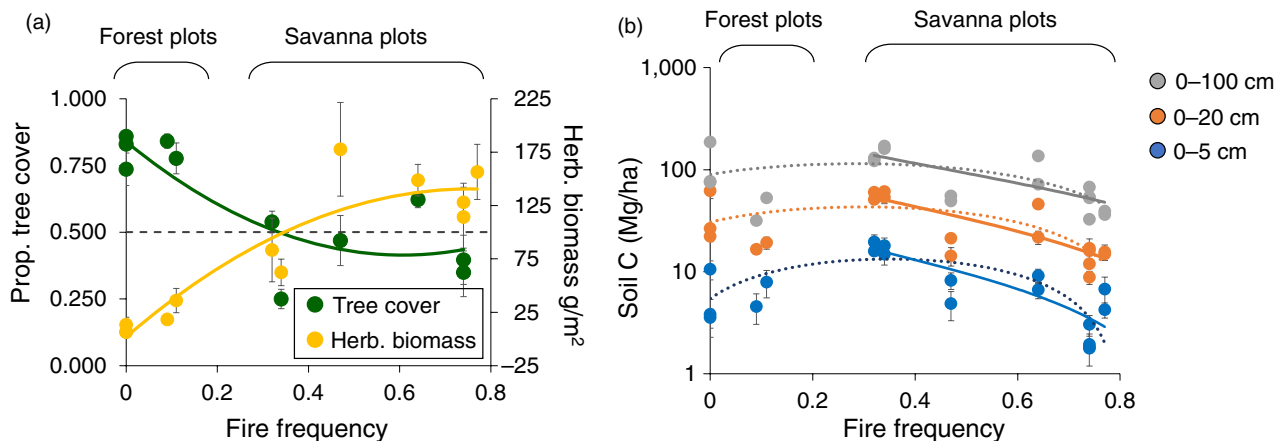 (a)
Forest plots
Savanna plots
1.000
0.750
0.500
0.250
0.000
Prop. tree cover
225
175
125
75
25
−25
Herb. biomass g/m²
Tree cover
Herb. biomass
0
0.2
0.4
0.6
0.8
Fire frequency
(b)
Forest plots
Savanna plots
1,000
100
10
1
Soil C (Mg/ha)
0
0.2
0.4
0.6
0.8
Fire frequency
0–100 cm
0–20 cm
0–5 cm